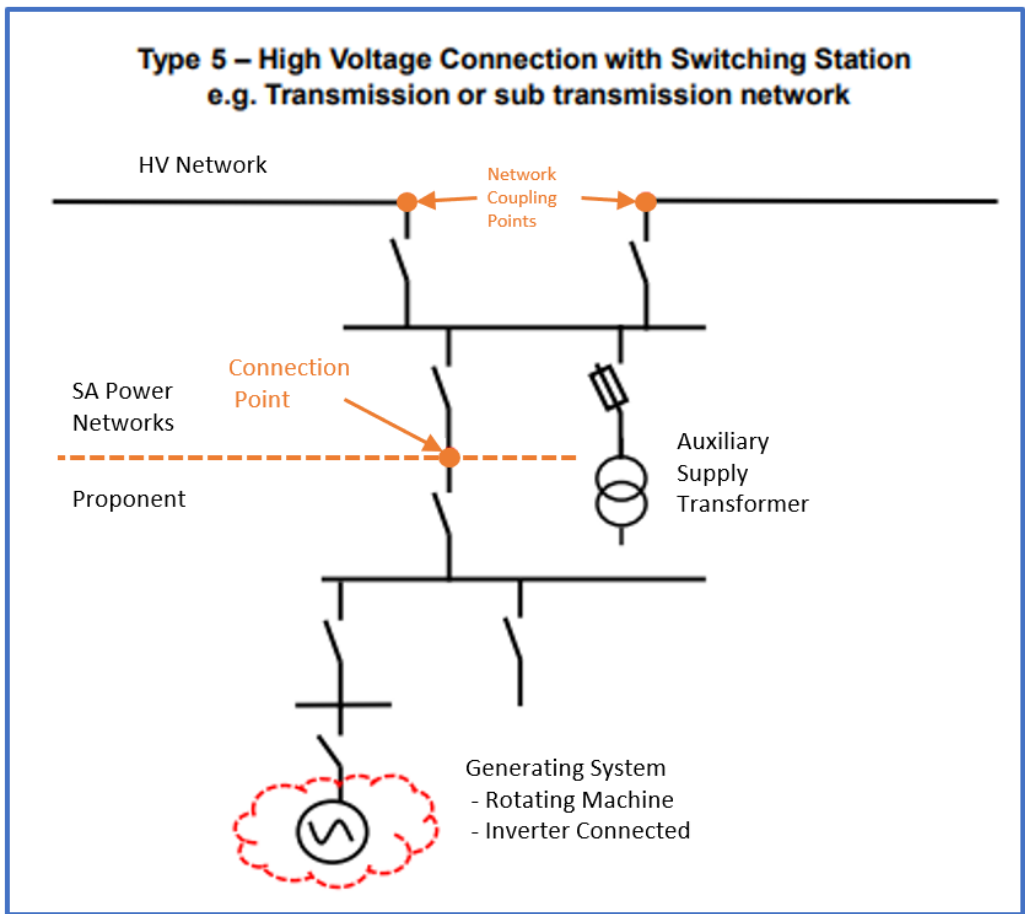 Type 5 – High Voltage Connection with Switching Station
e.g. Transmission or sub transmission network
HV Network
Network
Coupling
Points
Connection
Point
SA Power
Networks
Proponent
Auxiliary
Supply
Transformer
Generating System
- Rotating Machine
- Inverter Connected